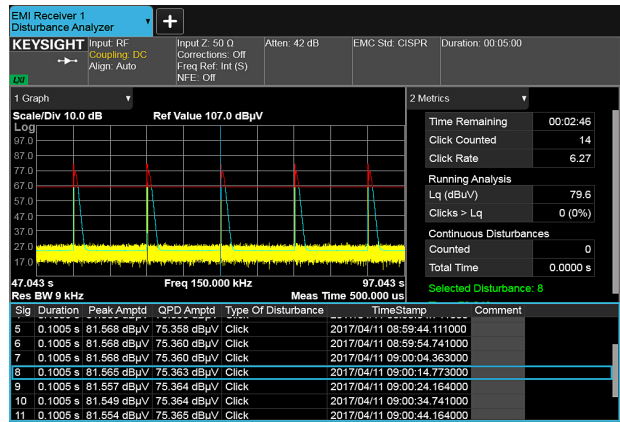 EMI Receiver 1
Disturbance Analyzer
KEYSIGHT
LXI
Input: RF
Coupling: DC
Align: Auto
Input Z: 50 Ω
Corrections: Off
Freq Ref: Int (S)
NFE: Off
Atten: 42 dB
EMC Std: CISPR
Duration: 00:05:00
1 Graph
Scale/Div 10.0 dB Ref Value 107.0 dBµV
Log
97.0
87.0
77.0
67.0
57.0
47.0
37.0
27.0
17.0
47.043 s Freq 150.000 kHz 97.043 s
Res BW 9 kHz Meas Time 500.000 us
2 Metrics
Time Remaining 00:02:46
Click Counted 14
Click Rate 6.27
Running Analysis
Lq (dBuV) 79.6
Clicks > Lq 0 (0%)
Continuous Disturbances
Counted 0
Total Time 0.0000 s
Selected Disturbance: 8
Sig Duration Peak Amptd QPD Amptd Type Of Disturbance TimeStamp Comment
5 0.1005 s 81.568 dBµV 75.358 dBµV Click 2017/04/11 08:59:44.111000
6 0.1005 s 81.568 dBµV 75.360 dBµV Click 2017/04/11 08:59:54.741000
7 0.1005 s 81.568 dBµV 75.360 dBµV Click 2017/04/11 09:00:04.363000
8 0.1005 s 81.565 dBµV 75.363 dBµV Click 2017/04/11 09:00:14.773000
9 0.1005 s 81.557 dBµV 75.364 dBµV Click 2017/04/11 09:00:24.164000
10 0.1005 s 81.549 dBµV 75.364 dBµV Click 2017/04/11 09:00:34.741000
11 0.1005 s 81.554 dBµV 75.365 dBµV Click 2017/04/11 09:00:44.164000